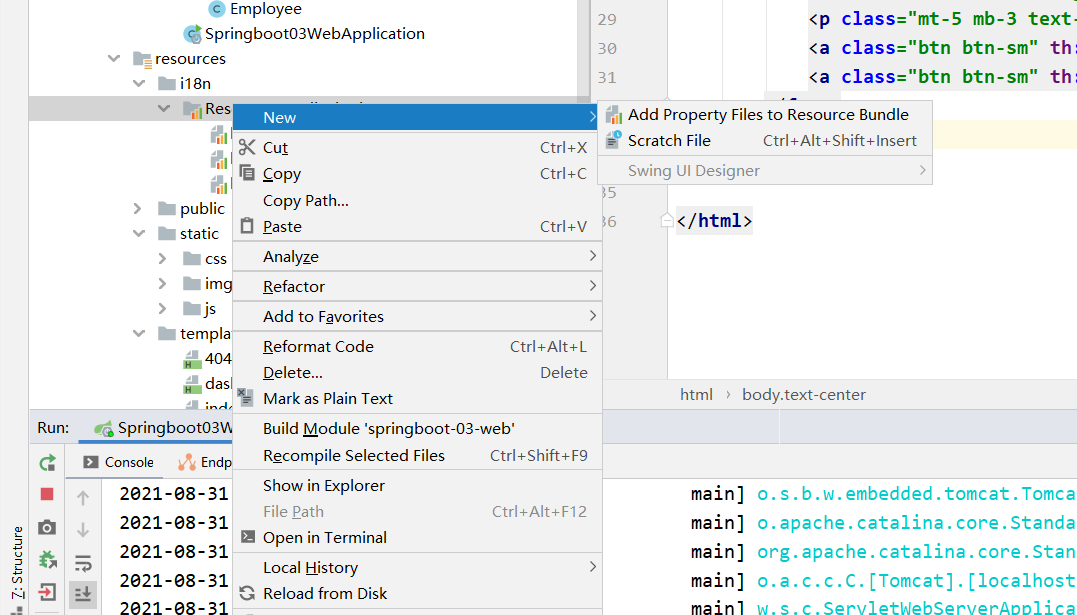 Employee
Springboot03WebApplication
resources
i18n
Res
public
static
css
img
js
templa
404
das
Run:
Springboot03W
Console
Endp
2021-08-31
2021-08-31
2021-08-31
2021-08-31
2021-08-31
Z: Structure
New
Cut Ctrl+X
Copy Ctrl+C
Copy Path...
Paste Ctrl+V
Analyze
Refactor
Add to Favorites
Reformat Code Ctrl+Alt+L
Delete... Delete
Mark as Plain Text
Build Module 'springboot-03-web'
Recompile Selected Files Ctrl+Shift+F9
Show in Explorer
File Path Ctrl+Alt+F12
Open in Terminal
Local History
Reload from Disk
Add Property Files to Resource Bundle
Scratch File Ctrl+Alt+Shift+Insert
Swing UI Designer
29 <p class="mt-5 mb-3 text-
30 <a class="btn btn-sm" th:
31 <a class="btn btn-sm" th:
35
36 </html>
html › body.text-center
main] o.s.b.w.embedded.tomcat.Tomca
main] o.apache.catalina.core.Standa
main] org.apache.catalina.core.Stan
main] o.a.c.c.C.[Tomcat].[localhost
main] w.s.c.ServletWebServerApplica